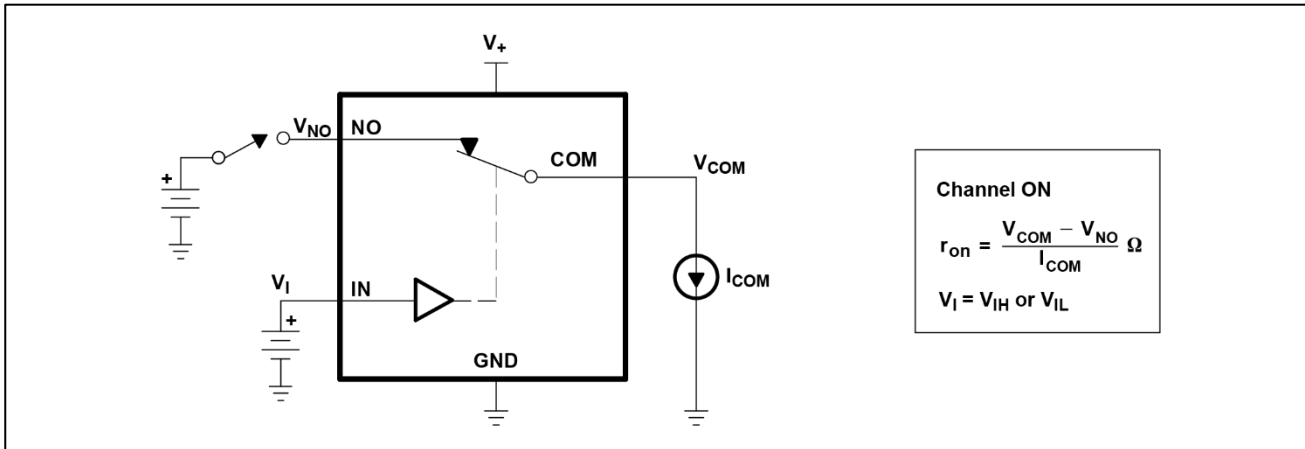 V+
VNO
NO
COM
VCOM
+
VI
IN
+
ICOM
GND
Channel ON
ron = VCOM − VNO / ICOM Ω
VI = VIH or VIL